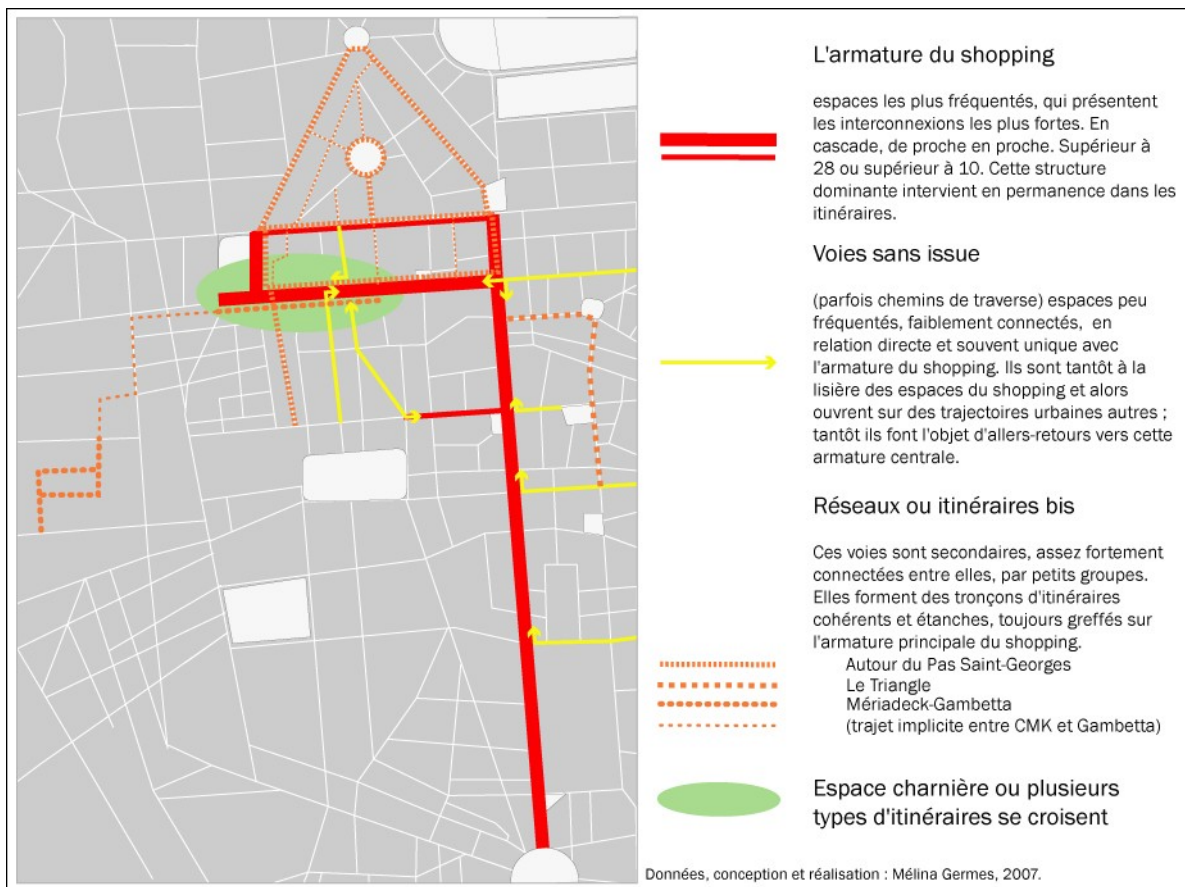 L'armature du shopping
espaces les plus fréquentés, qui présentent
les interconnexions les plus fortes. En
cascade, de proche en proche. Supérieur à
28 ou supérieur à 10. Cette structure
dominante intervient en permanence dans les
itinéraires.
Voies sans issue
(parfois chemins de traverse) espaces peu
fréquentés, faiblement connectés, en
relation directe et souvent unique avec
l'armature du shopping. Ils sont tantôt à la
lisière des espaces du shopping et alors
ouvrent sur des trajectoires urbaines autres ;
tantôt ils font l'objet d'allers-retours vers cette
armature centrale.
Réseaux ou itinéraires bis
Ces voies sont secondaires, assez fortement
connectées entre elles, par petits groupes.
Elles forment des tronçons d'itinéraires
cohérents et étanches, toujours greffés sur
l'armature principale du shopping.
Autour du Pas Saint-Georges
Le Triangle
Mériadeck-Gambetta
(trajet implicite entre CMK et Gambetta)
Espace charnière ou plusieurs
types d'itinéraires se croisent
Données, conception et réalisation : Mélina Germes, 2007.